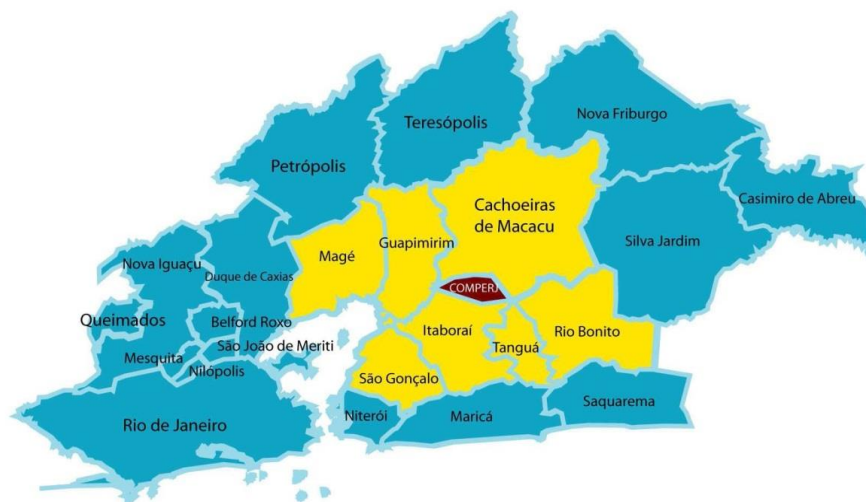 Nova Friburgo
Teresópolis
Petrópolis
Casimiro de Abreu
Cachoeiras
de Macacu
Silva Jardim
Guapimirim
Magé
Nova Iguaçu
Duque de Caxias
COMPERJ
Queimados
Belford Roxo
Itaboraí
Rio Bonito
São João de Meriti
Tanguá
Mesquita
Nilópolis
São Gonçalo
Saquarema
Niterói
Maricá
Rio de Janeiro